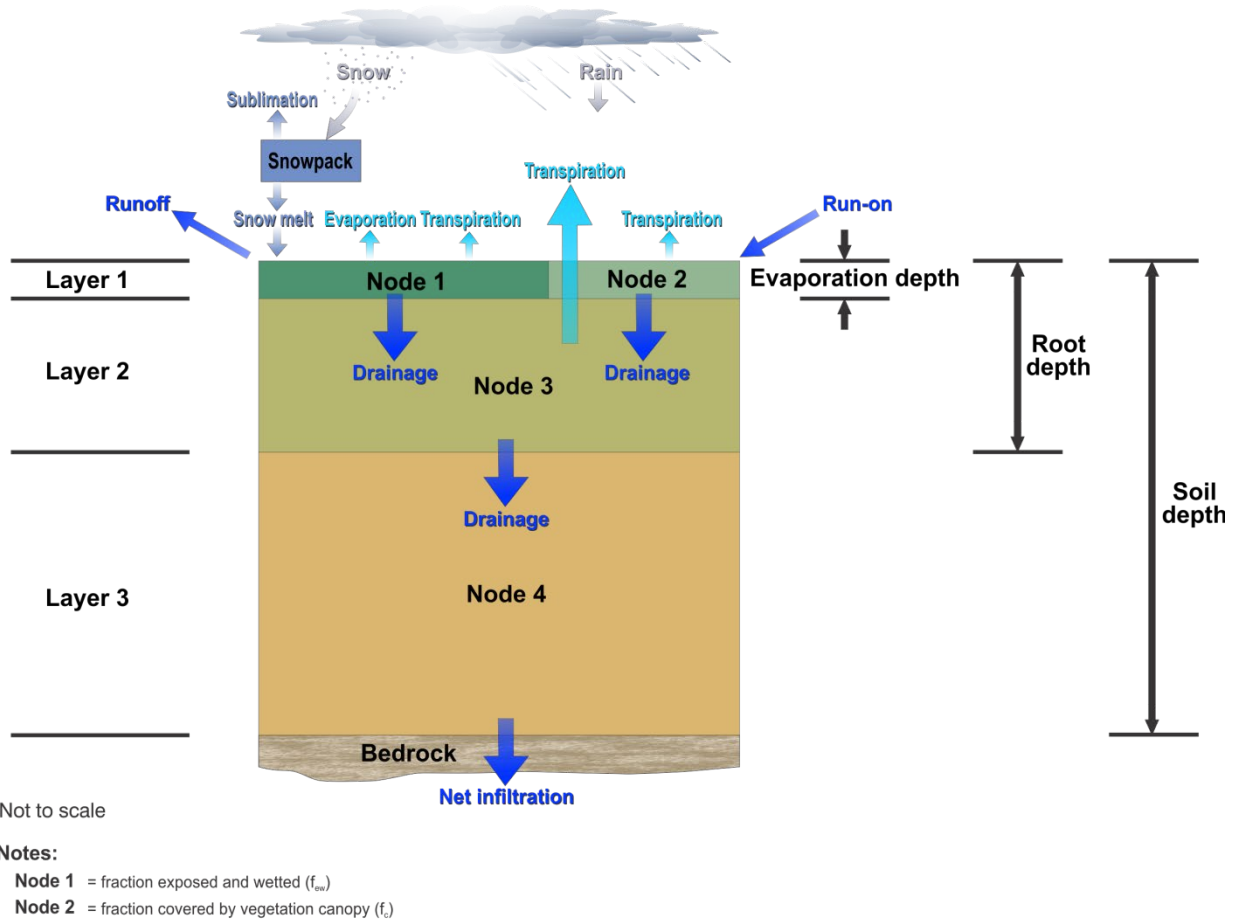 Snow
Rain
Sublimation
Snowpack
Transpiration
Runoff
Snow melt
Evaporation
Transpiration
Transpiration
Run-on
Layer 1
Node 1
Node 2
Evaporation depth
Layer 2
Drainage
Node 3
Drainage
Root
depth
Drainage
Soil
depth
Layer 3
Node 4
Bedrock
Net infiltration
Not to scale
Notes:
Node 1 = fraction exposed and wetted (f_ew)
Node 2 = fraction covered by vegetation canopy (f_c)